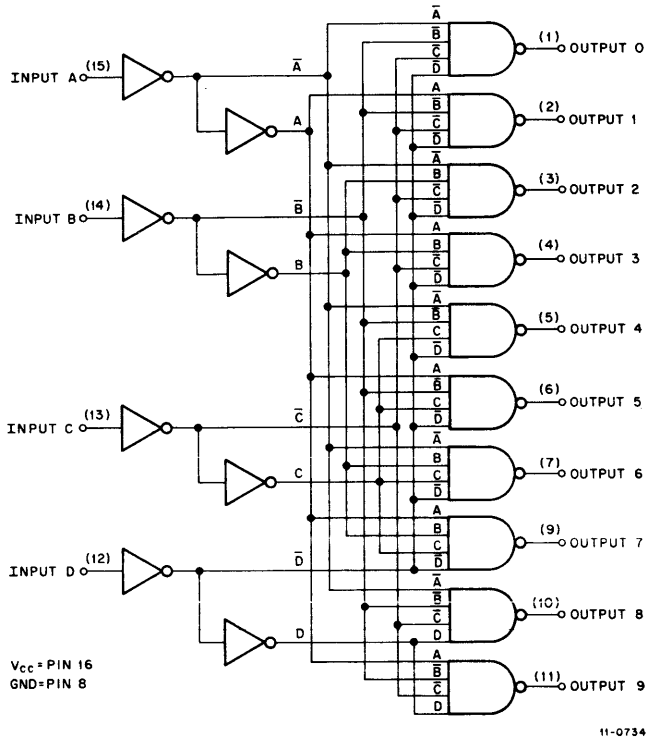 A̅
B̅
(1)
C̅
OUTPUT 0
(15)
A̅
D̅
INPUT A
A
(2)
B̅
A
C̅
OUTPUT 1
D̅
A̅
(3)
B
(14)
B̅
C̅
OUTPUT 2
INPUT B
D̅
A
(4)
B
B
C̅
OUTPUT 3
D̅
A̅
(5)
B̅
C
OUTPUT 4
D̅
A
(6)
B̅
(13)
C
OUTPUT 5
C̅
D̅
INPUT C
A̅
(7)
B
C
C
OUTPUT 6
D̅
A
(9)
B
C
OUTPUT 7
(12)
D̅
D̅
INPUT D
A̅
(10)
B̅
C̅
OUTPUT 8
D
D
A
(11)
VCC = PIN 16
B̅
GND=PIN 8
C̅
OUTPUT 9
D
11-0734